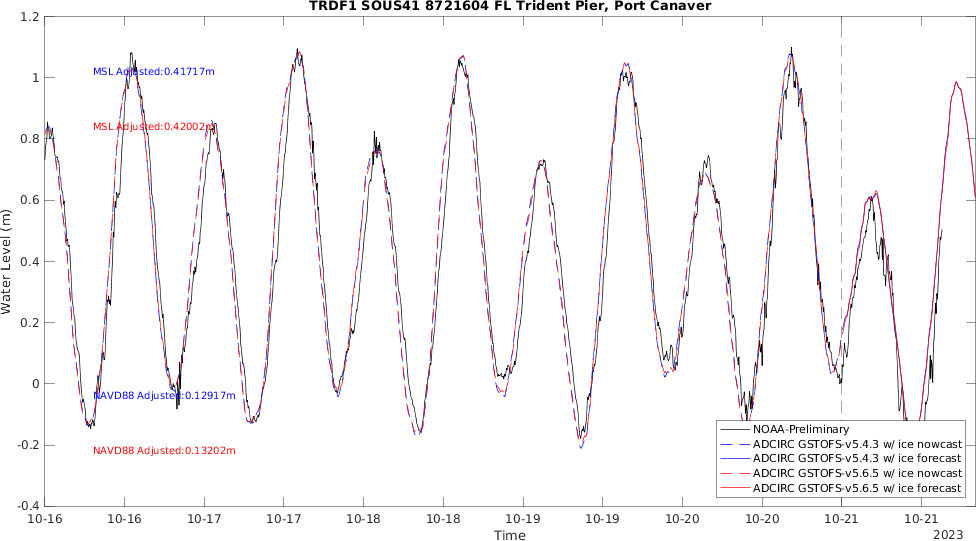 TRDF1 SOUS41 8721604 FL Trident Pier, Port Canaver
1.2
1
0.8
0.6
0.4
0.2
0
-0.2
-0.4
Water Level (m)
MSL Adjusted:0.41717m
MSL Adjusted:0.42002m
NAVD88 Adjusted:0.12917m
NAVD88 Adjusted:0.13202m
NOAA-Preliminary
ADCIRC GSTOFS-v5.4.3 w/ ice nowcast
ADCIRC GSTOFS-v5.4.3 w/ ice forecast
ADCIRC GSTOFS-v5.6.5 w/ ice nowcast
ADCIRC GSTOFS-v5.6.5 w/ ice forecast
10-16 10-16 10-17 10-17 10-18 10-18 10-19 10-19 10-20 10-20 10-21 10-21
Time
2023